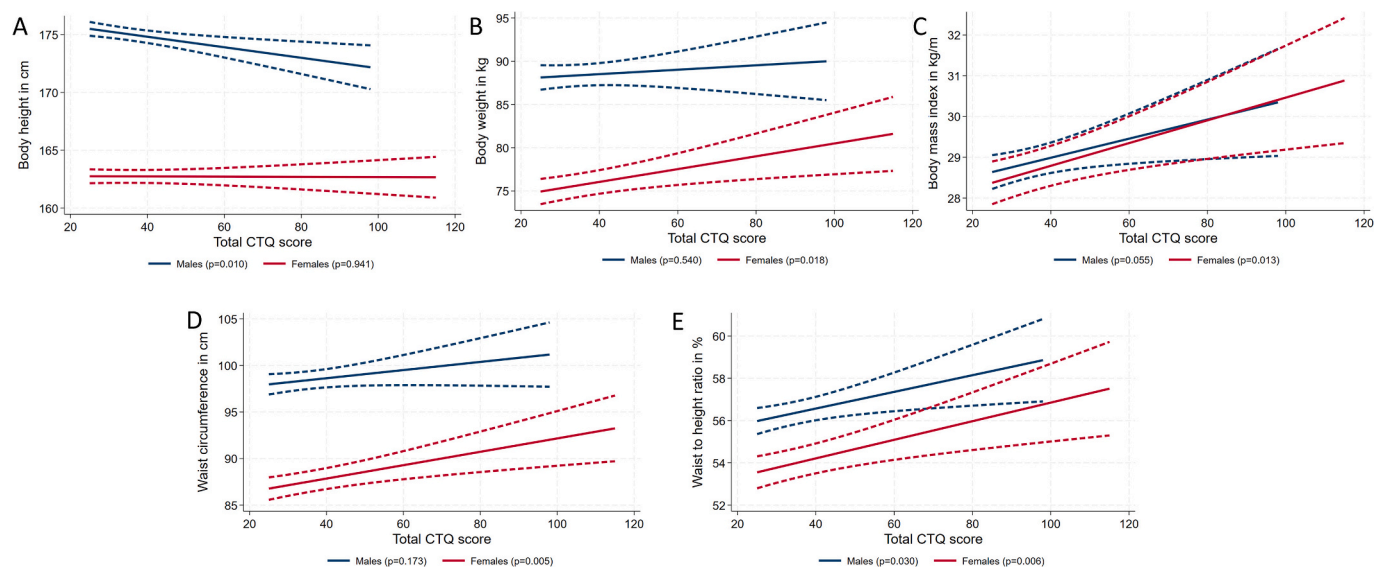 A
Body height in cm
175
170
165
160
20 40 60 80 100 120
Total CTQ score
Males (p=0.010) Females (p=0.941)
B
Body weight in kg
95
90
85
80
75
20 40 60 80 100 120
Total CTQ score
Males (p=0.540) Females (p=0.018)
C
Body mass index in kg/m
32
31
30
29
28
20 40 60 80 100 120
Total CTQ score
Males (p=0.055) Females (p=0.013)
D
Waist circumference in cm
105
100
95
90
85
20 40 60 80 100 120
Total CTQ score
Males (p=0.173) Females (p=0.005)
E
Waist to height ratio in %
60
58
56
54
52
20 40 60 80 100 120
Total CTQ score
Males (p=0.030) Females (p=0.006)